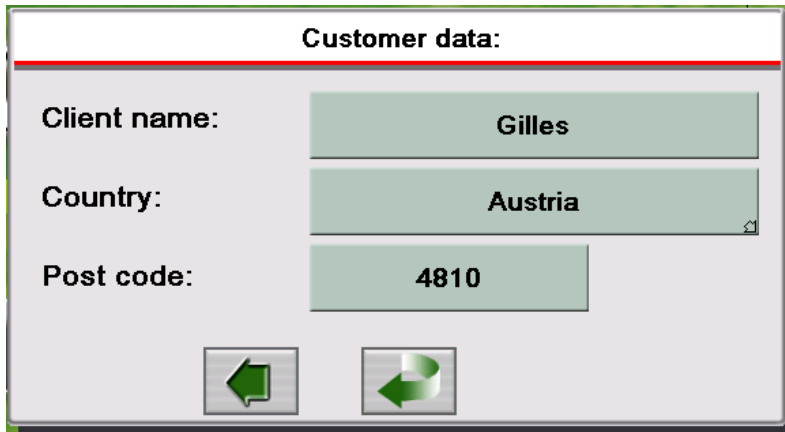 Customer data:
Client name: Gilles
Country: Austria
Post code: 4810